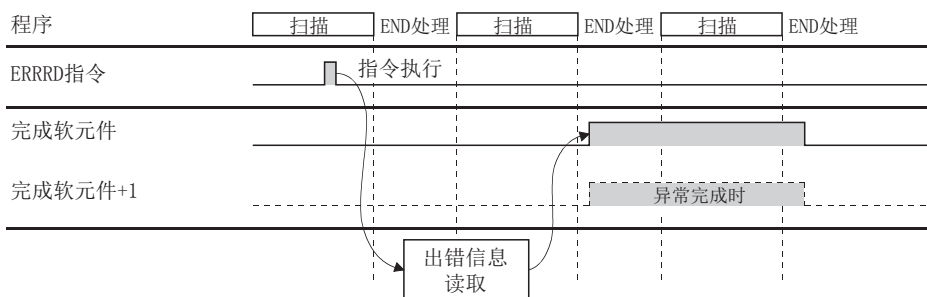 程序
扫描 END处理 扫描 END处理 扫描 END处理
ERRRD指令
指令执行
完成软元件
完成软元件+1
异常完成时
出错信息
读取